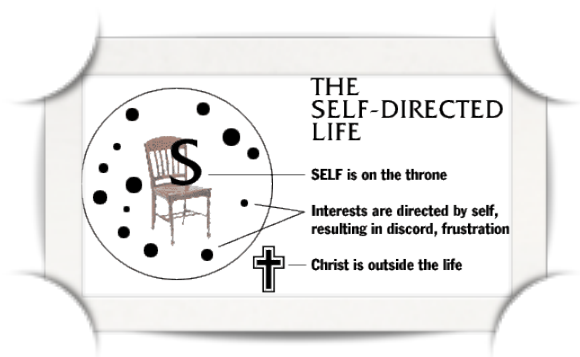 THE
SELF-DIRECTED
LIFE
S
SELF is on the throne
Interests are directed by self,
resulting in discord, frustration
Christ is outside the life